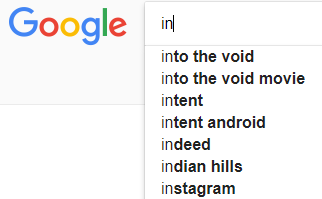 Google
in
into the void
into the void movie
intent
intent android
indeed
indian hills
instagram